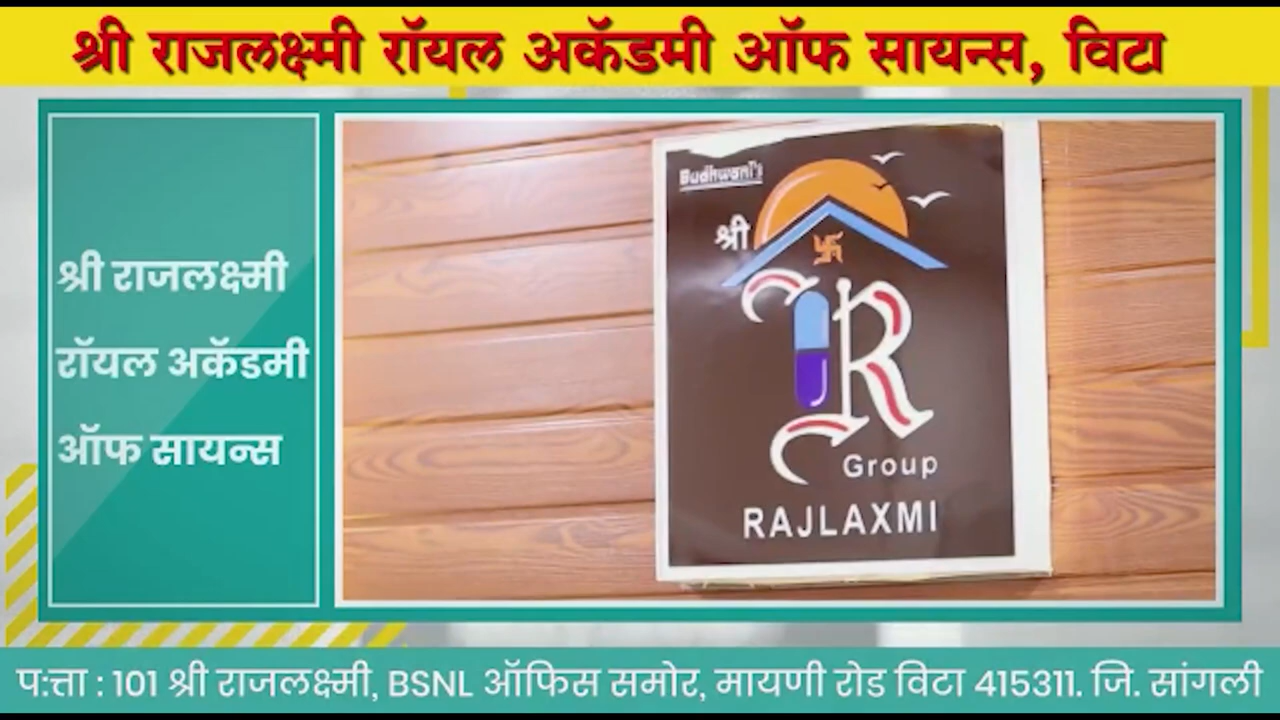 श्री राजलक्ष्मी रॉयल अकॅडमी ऑफ सायन्स, विटा
श्री राजलक्ष्मी
रॉयल अकॅडमी
ऑफ सायन्स
Budhwani's
श्री
R
Group
RAJLAXMI
प:त्ता : 101 श्री राजलक्ष्मी, BSNL ऑफिस समोर, मायणी रोड विटा 415311. जि. सांगली